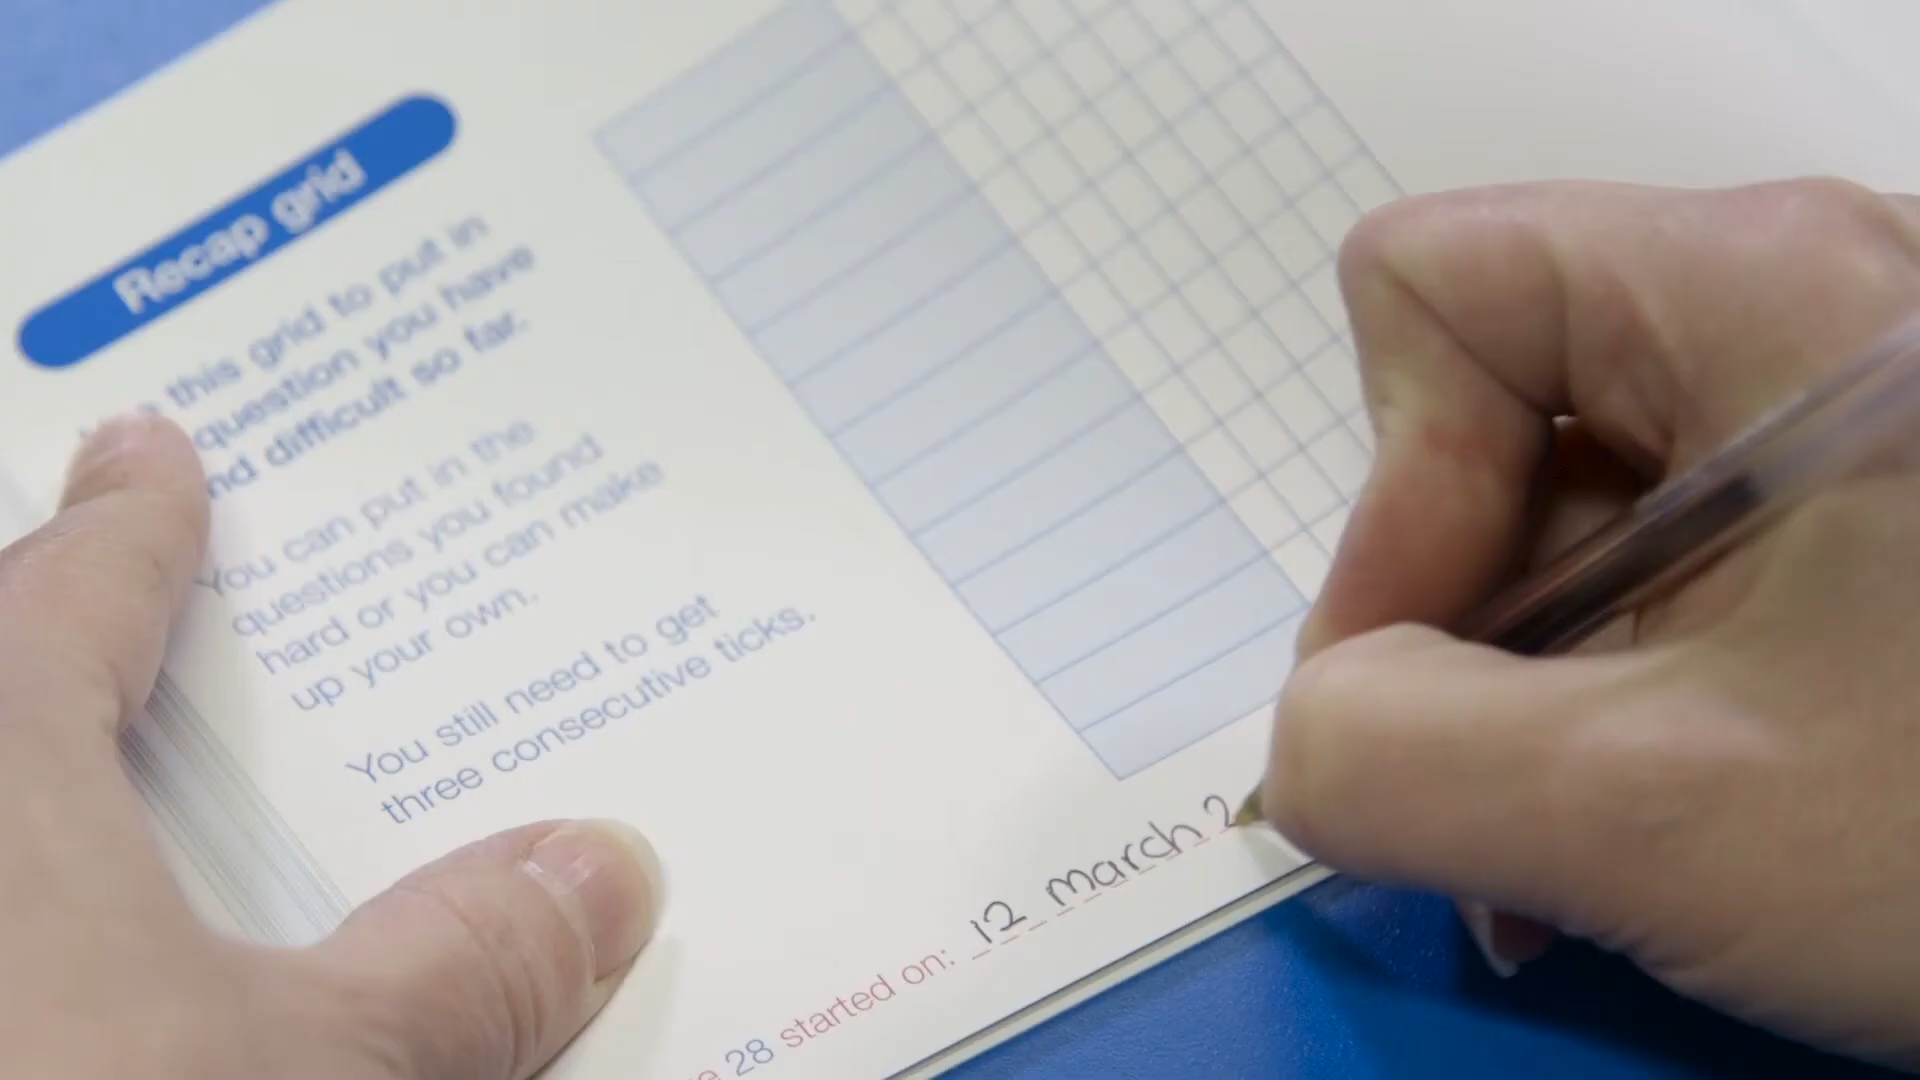 Recap grid
this grid to put in
question you have
nd difficult so far.
You can put in the
questions you found
hard or you can make
up your own.
You still need to get
three consecutive ticks.
e 28 started on: 12 march 2